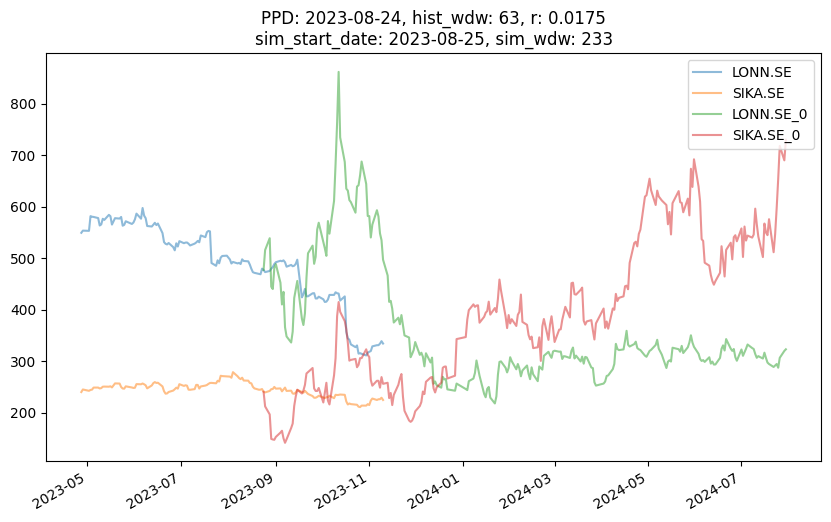 PPD: 2023-08-24, hist_wdw: 63, r: 0.0175
sim_start_date: 2023-08-25, sim_wdw: 233
LONN.SE
SIKA.SE
LONN.SE_0
SIKA.SE_0
800
700
600
500
400
300
200
2023-05
2023-07
2023-09
2023-11
2024-01
2024-03
2024-05
2024-07